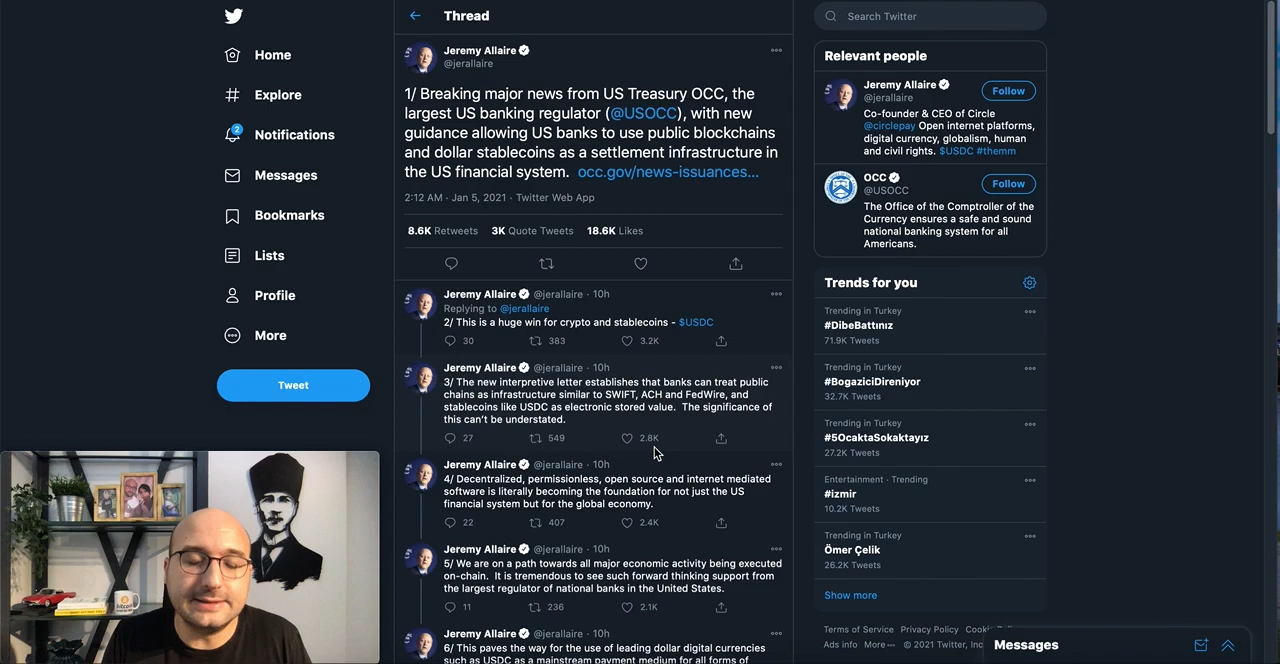 Home
Explore
2
Notifications
Messages
Bookmarks
Lists
Profile
More
Tweet
Thread
Jeremy Allaire
@jerallaire
1/ Breaking major news from US Treasury OCC, the
largest US banking regulator (@USOCC), with new
guidance allowing US banks to use public blockchains
and dollar stablecoins as a settlement infrastructure in
the US financial system. occ.gov/news-issuances...
2:12 AM · Jan 5, 2021 · Twitter Web App
8.6K Retweets 3K Quote Tweets 18.6K Likes
Jeremy Allaire @jerallaire · 10h
Replying to @jerallaire
2/ This is a huge win for crypto and stablecoins - $USDC
30 383 3.2K
Jeremy Allaire @jerallaire · 10h
3/ The new interpretive letter establishes that banks can treat public
chains as infrastructure similar to SWIFT, ACH and FedWire, and
stablecoins like USDC as electronic stored value. The significance of
this can't be understated.
27 549 2.8K
Jeremy Allaire @jerallaire · 10h
4/ Decentralized, permissionless, open source and internet mediated
software is literally becoming the foundation for not just the US
financial system but for the global economy.
22 407 2.4K
Jeremy Allaire @jerallaire · 10h
5/ We are on a path towards all major economic activity being executed
on-chain. It is tremendous to see such forward thinking support from
the largest regulator of national banks in the United States.
11 236 2.1K
Jeremy Allaire @jerallaire · 10h
6/ This paves the way for the use of leading dollar digital currencies
such as USDC as a mainstream payment medium for all forms of
Search Twitter
Relevant people
Jeremy Allaire
@jerallaire
Follow
Co-founder & CEO of Circle
@circlepay Open internet platforms,
digital currency, globalism, human
and civil rights. $USDC #themm
OCC
@USOCC
Follow
The Office of the Comptroller of the
Currency ensures a safe and sound
national banking system for all
Americans.
Trends for you
Trending in Turkey
#DibeBattınız
71.9K Tweets
Trending in Turkey
#BogaziciDireniyor
32.7K Tweets
Trending in Turkey
#5OcaktaSokaktayız
27.2K Tweets
Entertainment · Trending
#izmir
10.2K Tweets
Trending in Turkey
Ömer Çelik
26.2K Tweets
Show more
Terms of Service Privacy Policy
Ad info More ··· © 2021 Twitter, Inc
Messages
bitcoin